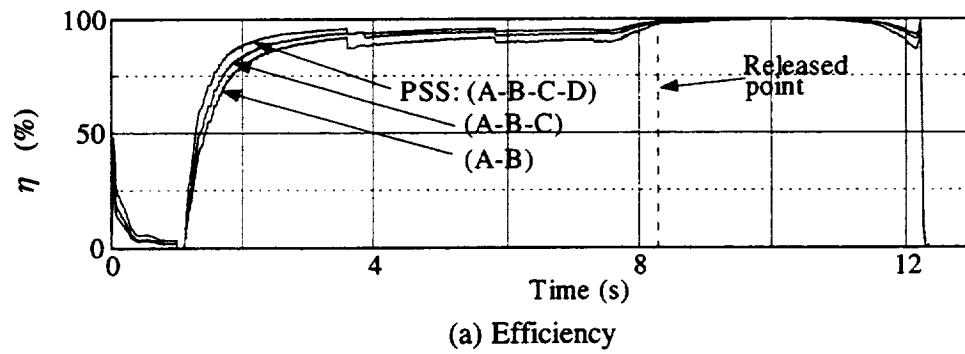 100
50
0
η (%)
PSS: (A-B-C-D)
(A-B-C)
(A-B)
Released
point
0 4 8 12
Time (s)
(a) Efficiency